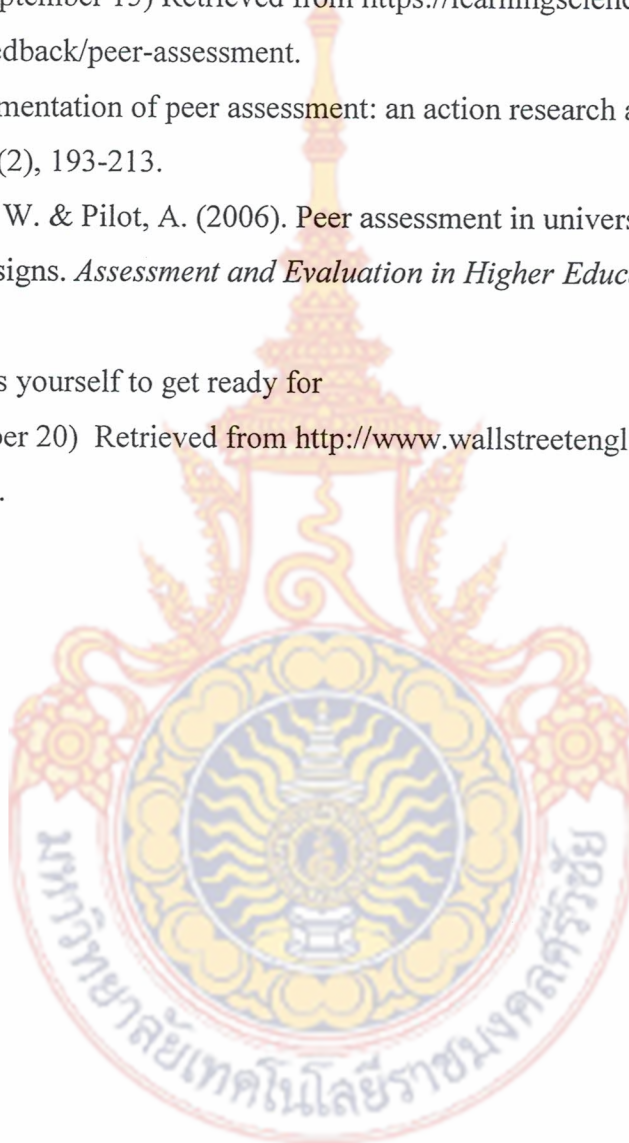 September 15) Retrieved from https://learningscienc
edback/peer-assessment.
mentation of peer assessment: an action research a
(2), 193-213.
W. & Pilot, A. (2006). Peer assessment in univers
signs. Assessment and Evaluation in Higher Educ
s yourself to get ready for
ber 20) Retrieved from http://www.wallstreetengl
.
มหาวิทยาลัยเทคโนโลยีราชมงคลศรีวิชัย